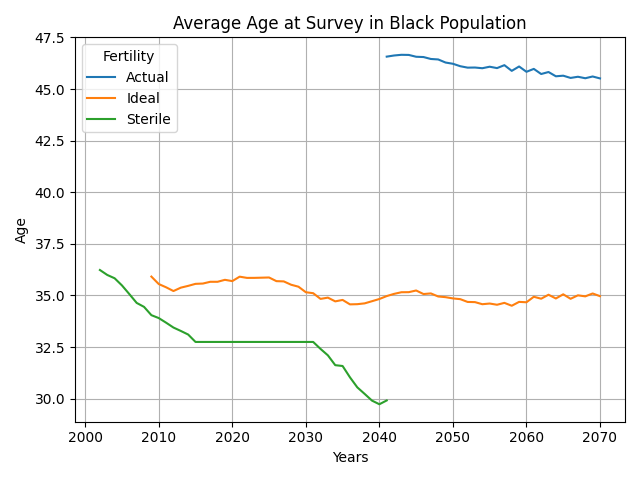 Average Age at Survey in Black Population
Fertility
Actual
Ideal
Sterile
Age
47.5
45.0
42.5
40.0
37.5
35.0
32.5
30.0
2000 2010 2020 2030 2040 2050 2060 2070
Years